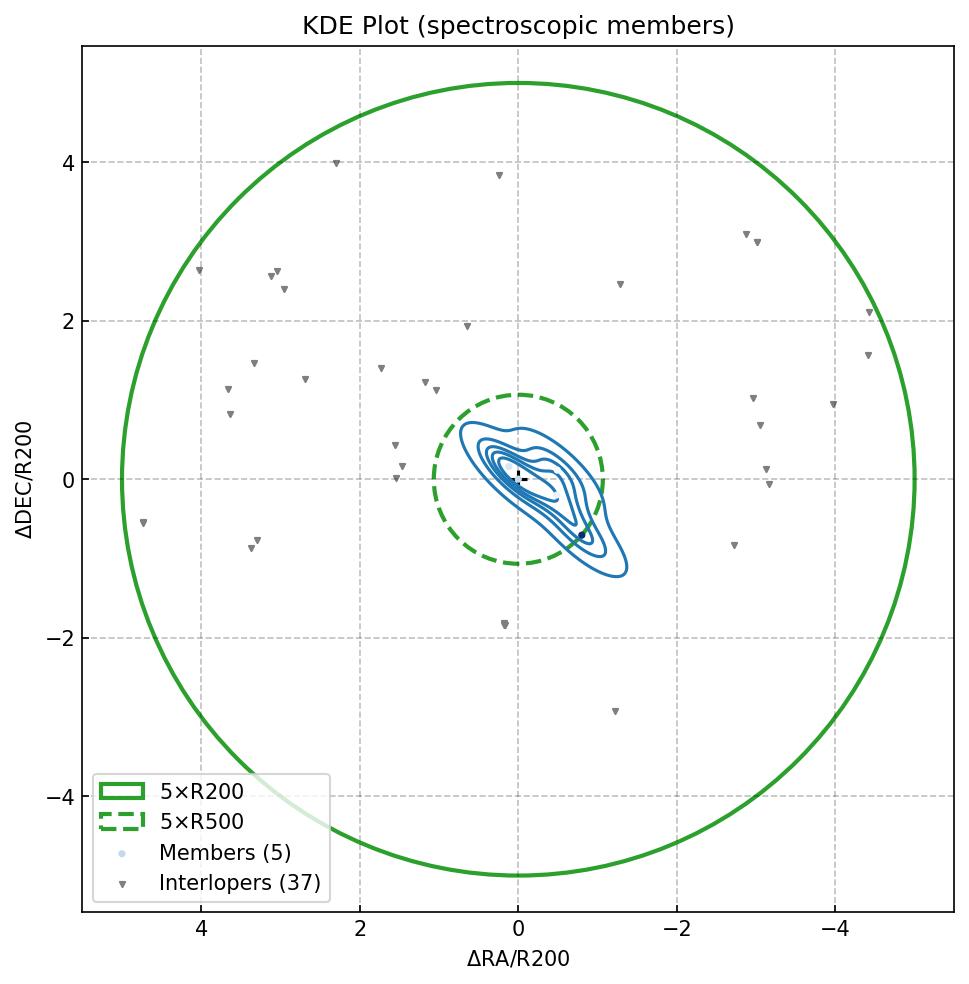 KDE Plot (spectroscopic members)
4
2
0
−2
−4
ΔDEC/R200
5×R200
5×R500
Members (5)
Interlopers (37)
4
2
0
−2
−4
ΔRA/R200